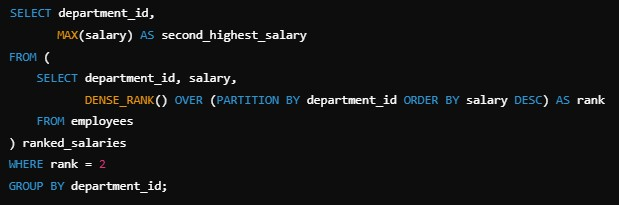 SELECT department_id,
       MAX(salary) AS second_highest_salary
FROM (
    SELECT department_id, salary,
           DENSE_RANK() OVER (PARTITION BY department_id ORDER BY salary DESC) AS rank
    FROM employees
) ranked_salaries
WHERE rank = 2
GROUP BY department_id;